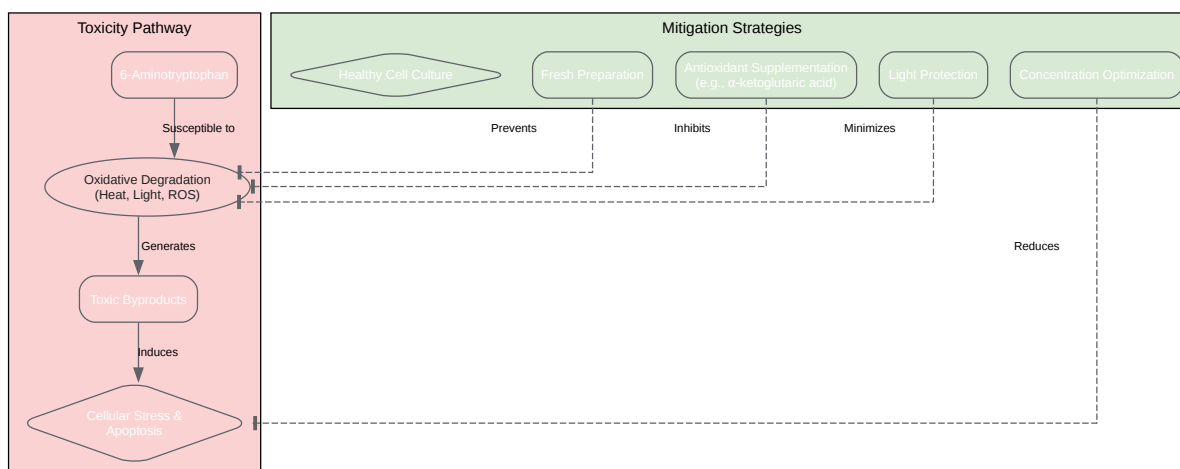 Toxicity Pathway
Mitigation Strategies
6-Aminotryptophan
Healthy Cell Culture
Fresh Preparation
Antioxidant Supplementation
(e.g., α-ketoglutaric acid)
Light Protection
Concentration Optimization
Susceptible to
Prevents
Inhibits
Minimizes
Oxidative Degradation
(Heat, Light, ROS)
Generates
Reduces
Toxic Byproducts
Induces
Cellular Stress &
Apoptosis